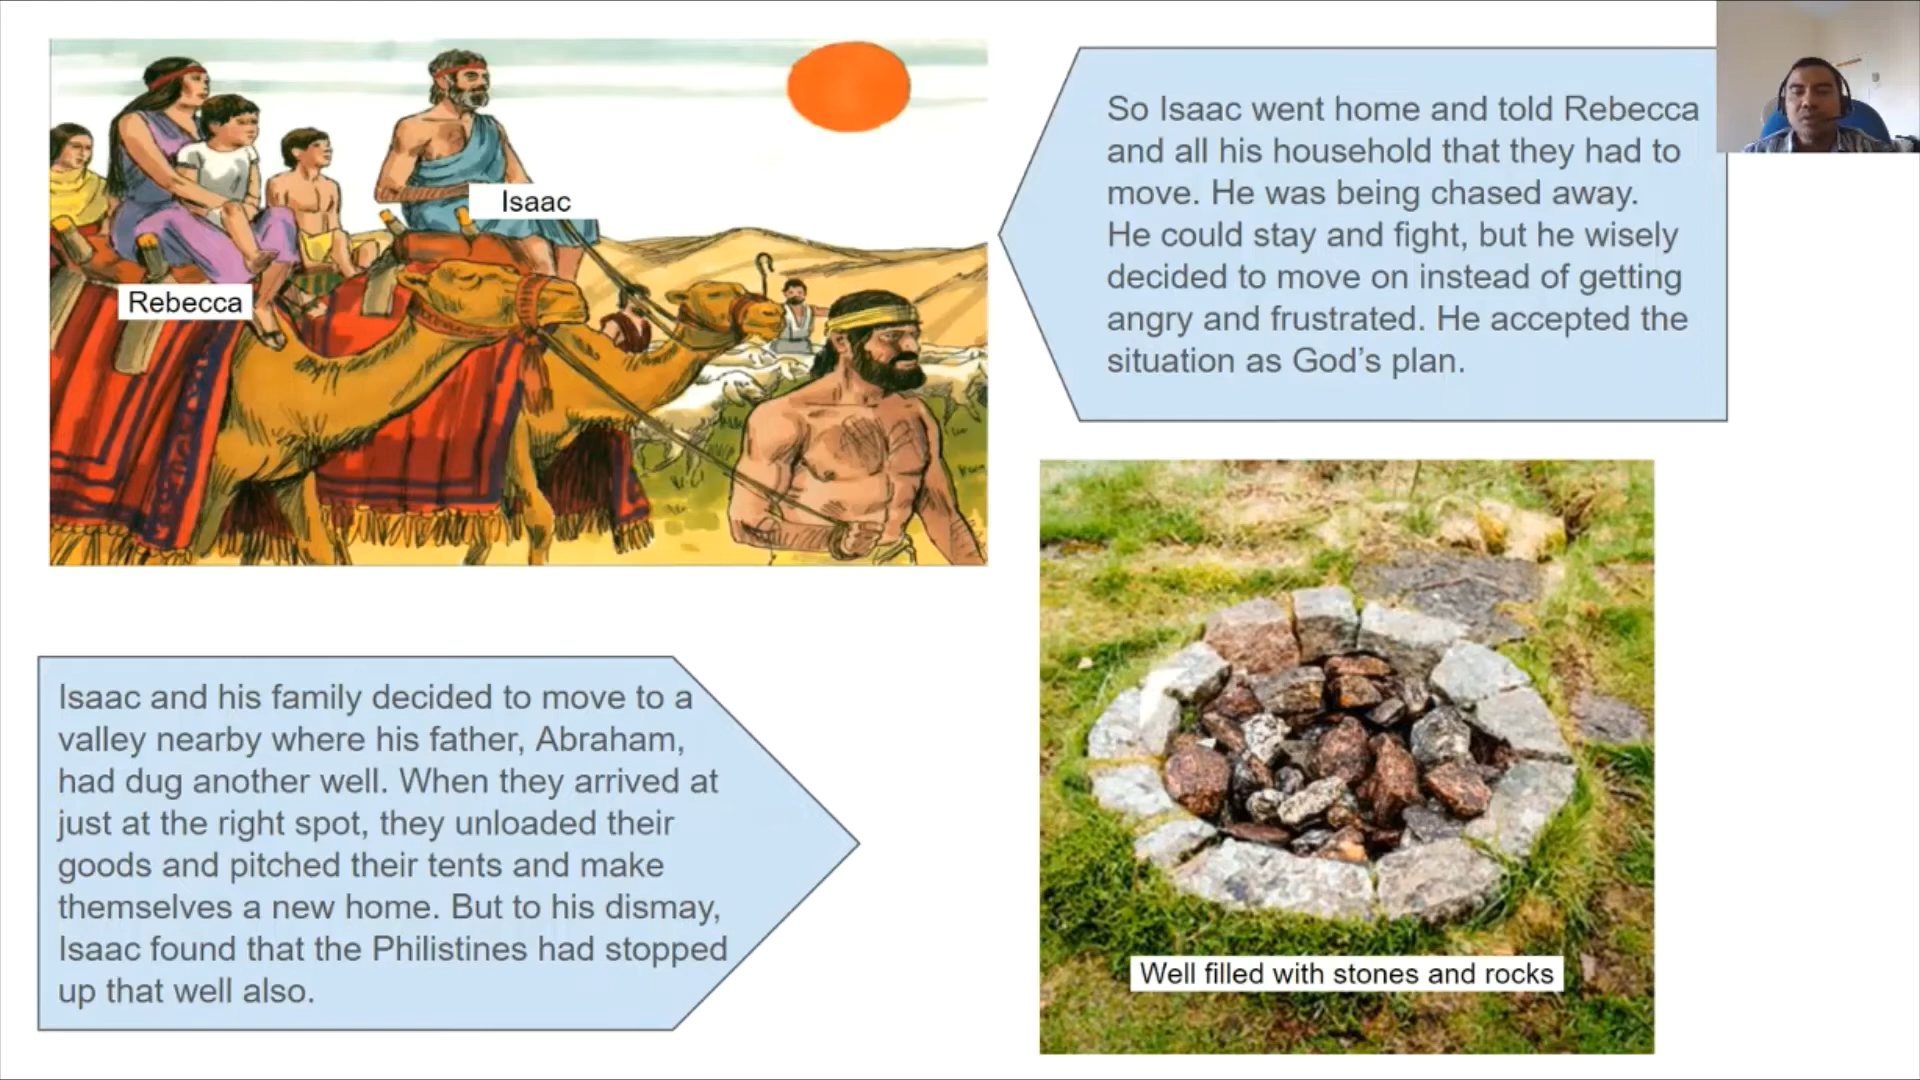 Isaac
Rebecca
So Isaac went home and told Rebecca
and all his household that they had to
move. He was being chased away.
He could stay and fight, but he wisely
decided to move on instead of getting
angry and frustrated. He accepted the
situation as God’s plan.
Isaac and his family decided to move to a
valley nearby where his father, Abraham,
had dug another well. When they arrived at
just at the right spot, they unloaded their
goods and pitched their tents and make
themselves a new home. But to his dismay,
Isaac found that the Philistines had stopped
up that well also.
Well filled with stones and rocks